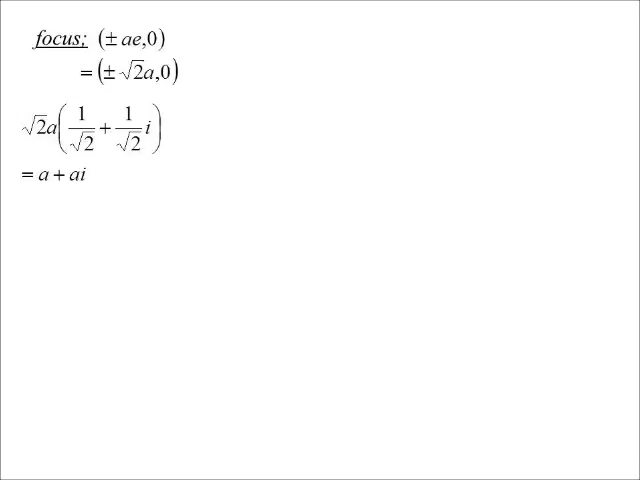 focus; (± ae,0)
= (± √2a,0)
√2a(1/√2 + 1/√2 i)
= a + ai